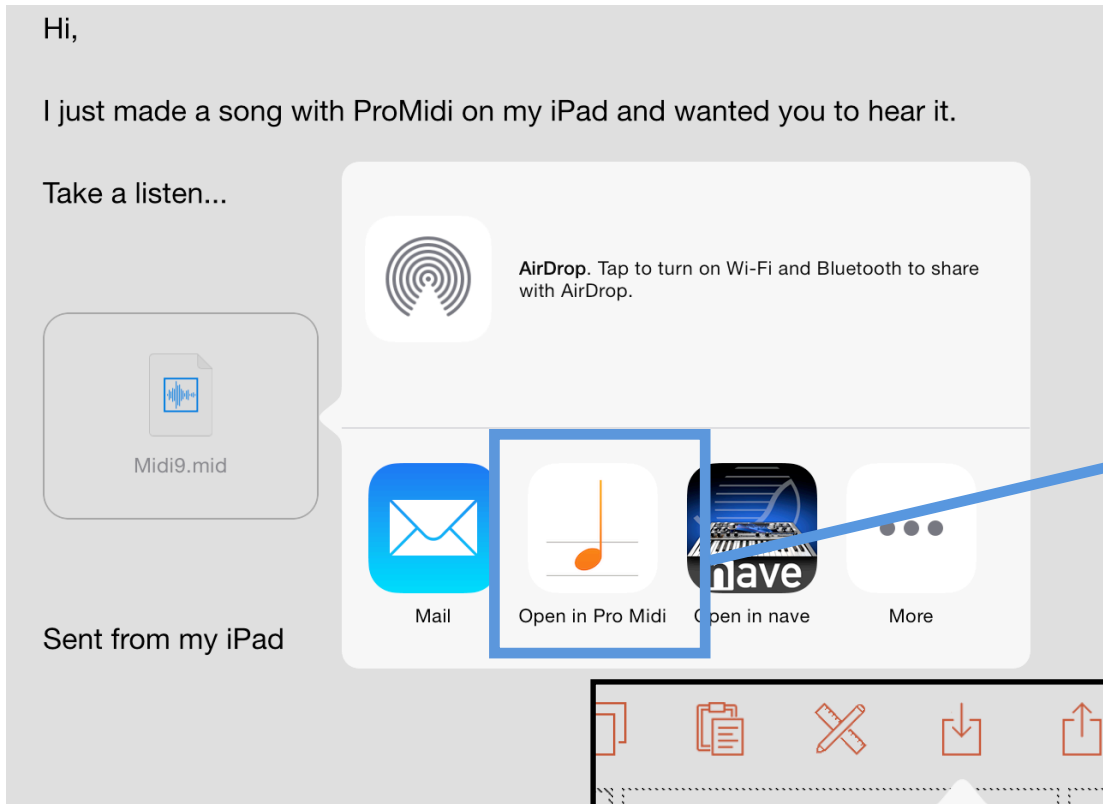 Hi,
I just made a song with ProMidi on my iPad and wanted you to hear it.
Take a listen...
AirDrop. Tap to turn on Wi-Fi and Bluetooth to share
with AirDrop.
Midi9.mid
nave
Mail
Open in Pro Midi
Open in nave
More
Sent from my iPad